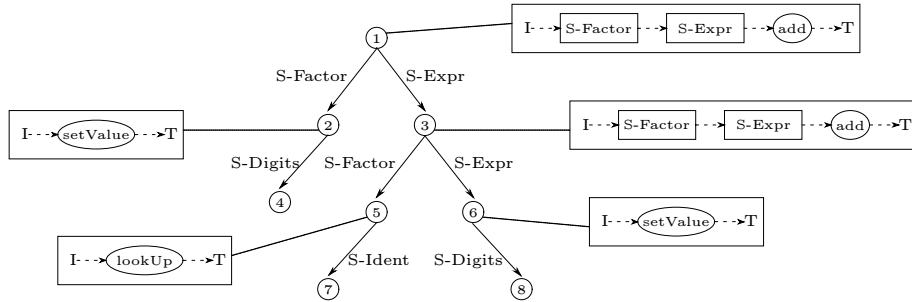 I S-Factor S-Expr add T
1
S-Factor S-Expr
I setValue T
2
3
I S-Factor S-Expr add T
S-Digits S-Factor S-Expr
4
5
6
I setValue T
I lookUp T
S-Ident S-Digits
7
8